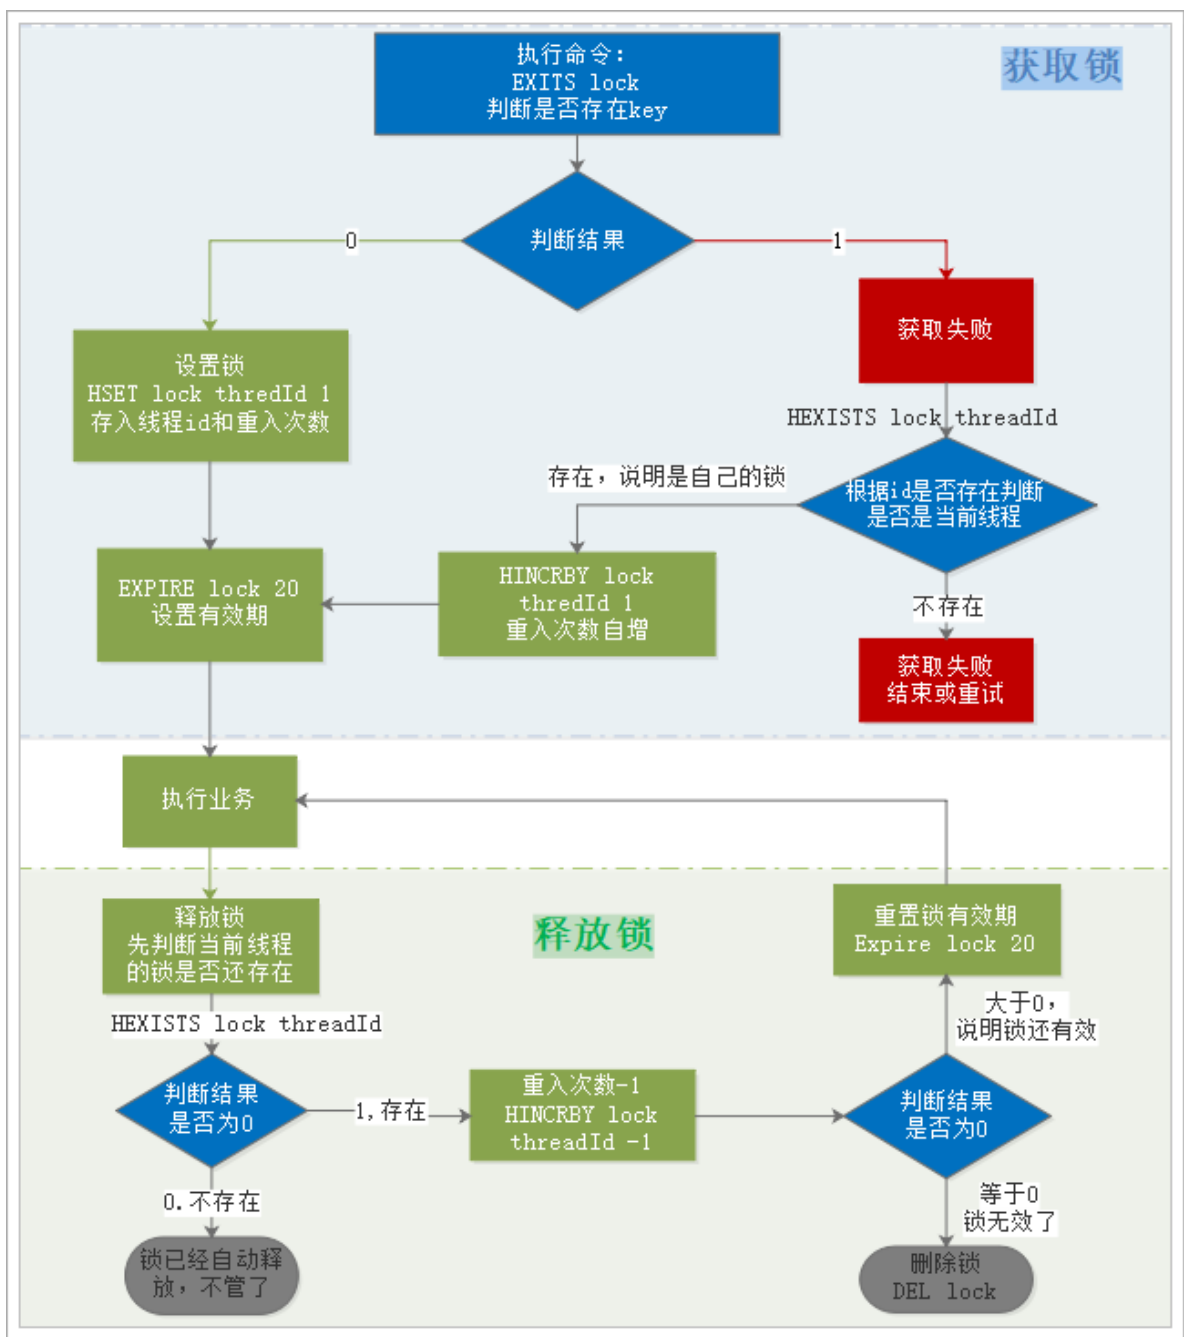 执行命令：
EXITS lock
判断是否存在key
获取锁
判断结果
0
1
获取失败
设置锁
HSET lock thredId 1
存入线程id和重入次数
HEXISTS lock threadId
存在，说明是自己的锁
根据id是否存在判断
是否是当前线程
EXPIRE lock 20
设置有效期
HINCRBY lock
thredId 1
重入次数自增
不存在
获取失败
结束或重试
执行业务
释放锁
先判断当前线程
的锁是否还存在
释放锁
重置锁有效期
Expire lock 20
HEXISTS lock threadId
大于0，
说明锁还有效
判断结果
是否为0
1,存在
重入次数-1
HINCRBY lock
threadId -1
判断结果
是否为0
0.不存在
等于0
锁无效了
锁已经自动释
放，不管了
删除锁
DEL lock